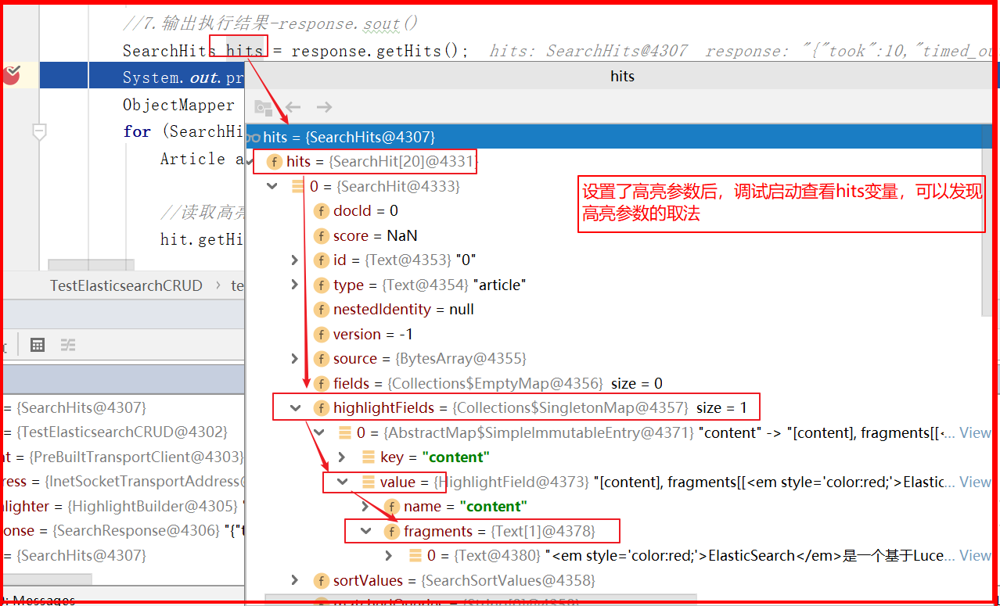 //7.输出执行结果-response.sout()
SearchHits hits = response.getHits(); hits: SearchHits@4307 response: "{"took":10,"timed_ou
System.out.pr
hits
ObjectMapper
for (SearchHi
hits = {SearchHits@4307}
Article a
hits = {SearchHit[20]@4331}
0 = {SearchHit@4333}
设置了高亮参数后，调试启动查看hits变量，可以发现
高亮参数的取法
//读取高亮
docId = 0
hit.getHi
score = NaN
id = {Text@4353} "0"
TestElasticsearchCRUD › te
type = {Text@4354} "article"
nestedIdentity = null
version = -1
source = {BytesArray@4355}
fields = {Collections$EmptyMap@4356} size = 0
= {SearchHits@4307}
highlightFields = {Collections$SingletonMap@4357} size = 1
= {TestElasticsearchCRUD@4302}
0 = {AbstractMap$SimpleImmutableEntry@4371} "content" -> "[content], fragments[[<... View
nt = {PreBuiltTransportClient@4303}
key = "content"
ress = {InetSocketTransportAddress@
value = {HighlightField@4373} "[content], fragments[[<em style='color:red;'>Elastic... View
hlighter = {HighlightBuilder@4305} "
name = "content"
onse = {SearchResponse@4306} "{"t
fragments = {Text[1]@4378}
= {SearchHits@4307}
0 = {Text@4380} "<em style='color:red;'>ElasticSearch</em>是一个基于Luce... View
sortValues = {SearchSortValues@4358}
Messages
matchedQueries = {String[0]@4359}